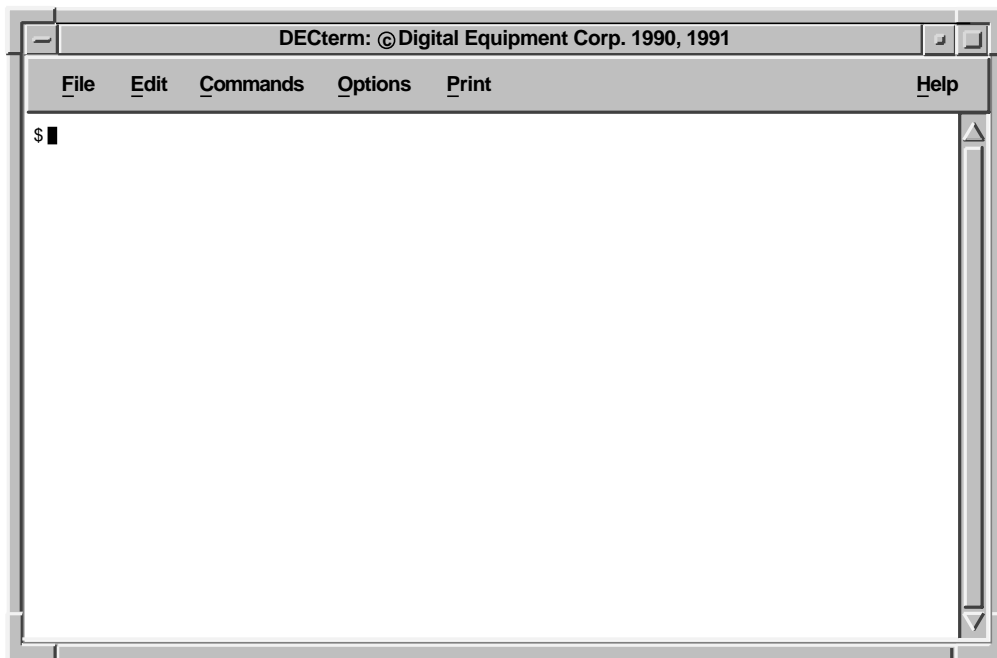 DECterm: © Digital Equipment Corp. 1990, 1991
File Edit Commands Options Print Help
$